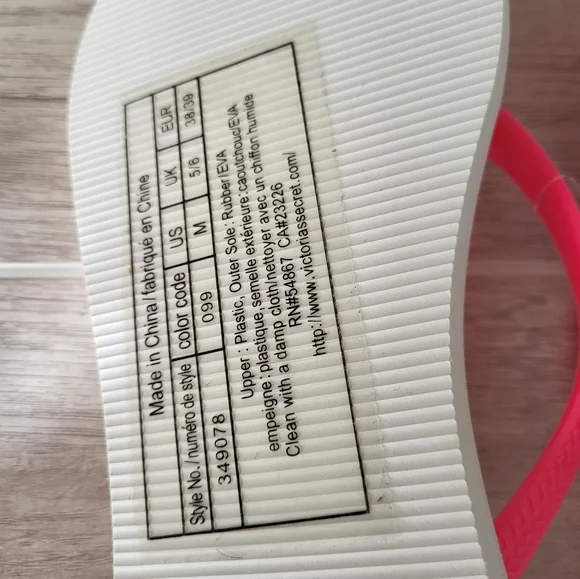 Made in China/fabriqué en Chine
Style No./numéro de style color code US UK EUR
349078 099 M 5/6 38/39
Upper : Plastic, Outer Sole : Rubber/EVA
empeigne:plastique,semelle extérieure:caoutchouc/EVA
Clean with a damp cloth/nettoyer avec un chiffon humide
RN#54867 CA#23226
http://www.victoriassecret.com/